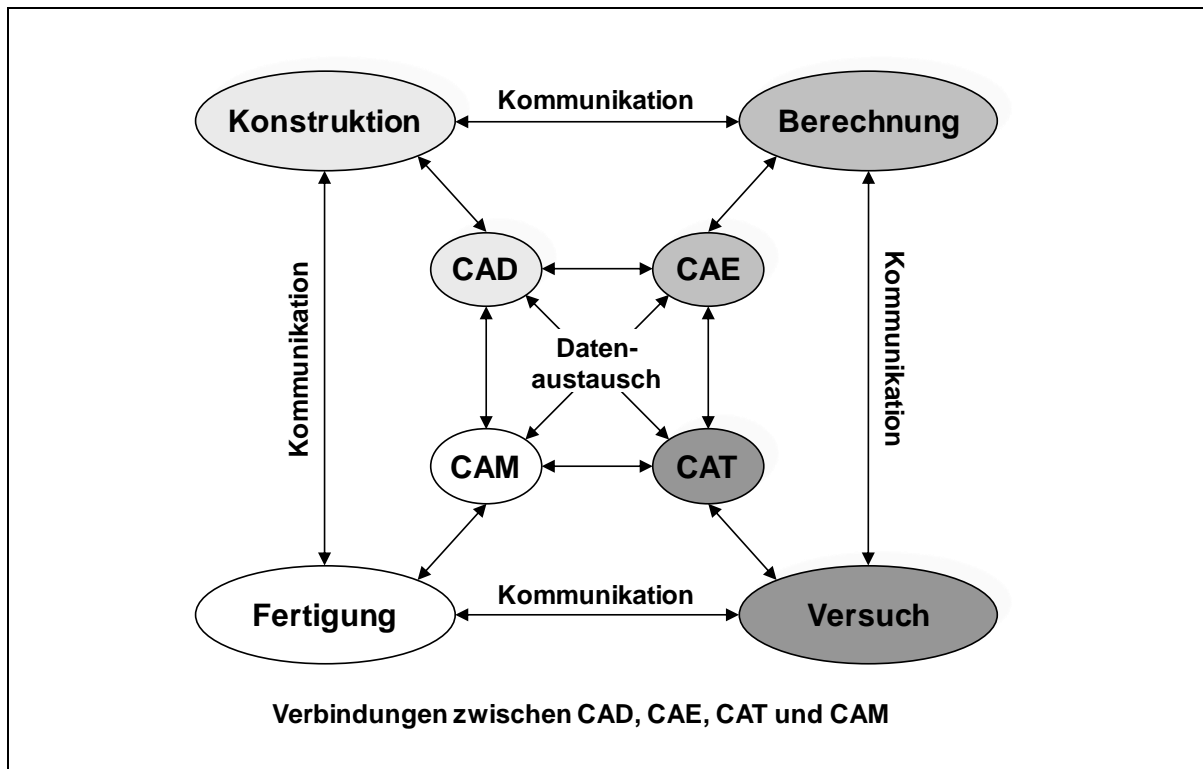 Kommunikation
Konstruktion
Berechnung
CAD
CAE
Kommunikation
Kommunikation
Daten-
austausch
CAM
CAT
Kommunikation
Fertigung
Versuch
Verbindungen zwischen CAD, CAE, CAT und CAM